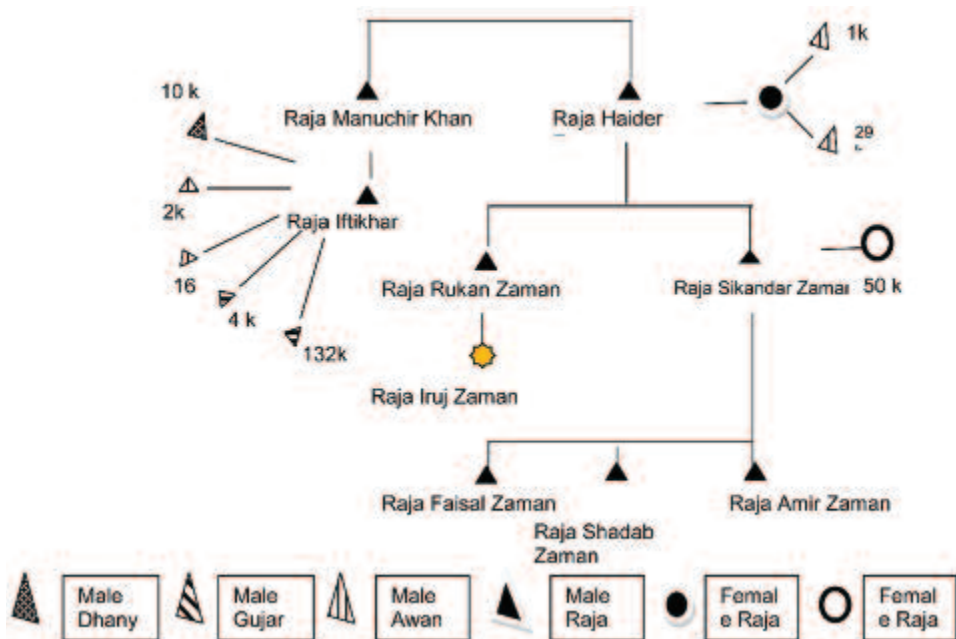 1k
10 k
Raja Manuchir Khan
Raja Haider
29
2k
Raja Iftikhar
16
4 k
132k
Raja Rukan Zaman
Raja Sikandar Zamar
50 k
Raja Iruj Zaman
Raja Faisal Zaman
Raja Shadab
Zaman
Raja Amir Zaman
Male
Dhany
Male
Gujar
Male
Awan
Male
Raja
Femal
e Raja
Femal
e Raja